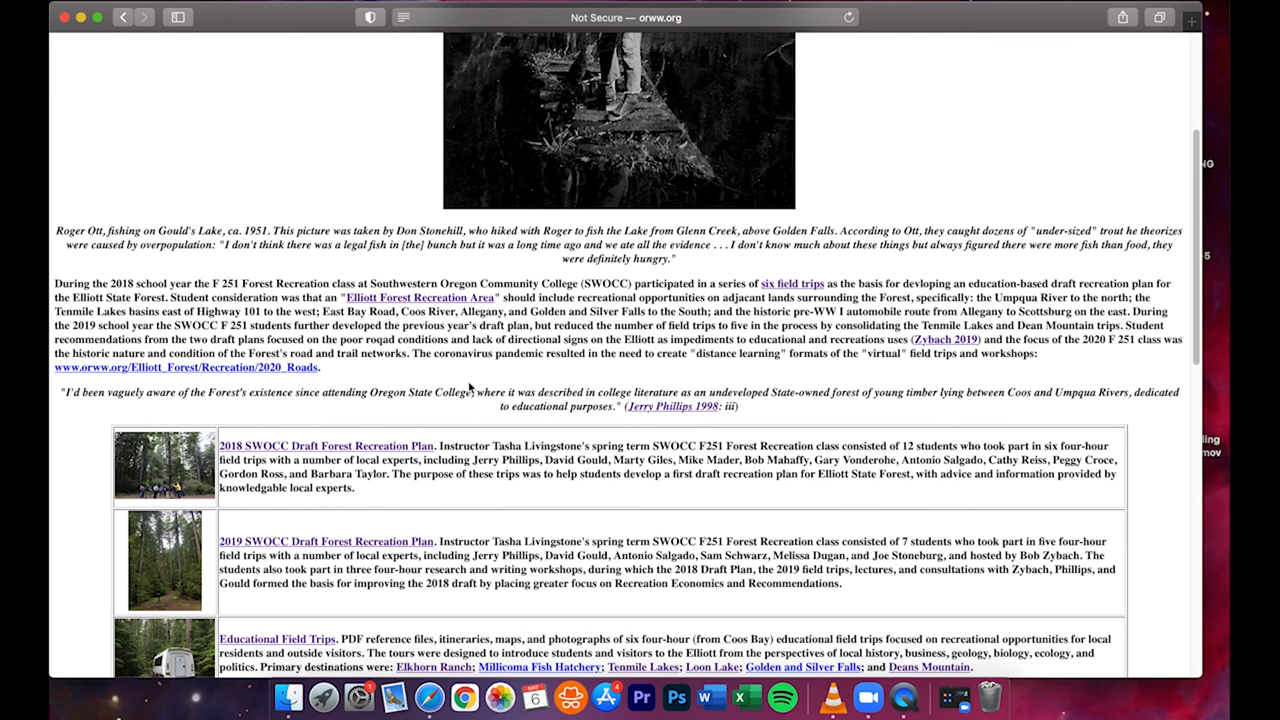 Not Secure — orww.org
Roger Ott, fishing on Gould's Lake, ca. 1951. This picture was taken by Don Stonehill, who hiked with Roger to fish the Lake from Glenn Creek, above Golden Falls. According to Ott, they caught dozens of "under-sized" trout he theorizes
were caused by overpopulation: "I don't think there was a legal fish in [the] bunch but it was a long time ago and we ate all the evidence . . . I don't know much about these things but always figured there were more fish than food, they
were definitely hungry."
During the 2018 school year the F 251 Forest Recreation class at Southwestern Oregon Community College (SWOCC) participated in a series of six field trips as the basis for devloping an education-based draft recreation plan for
the Elliott State Forest. Student consideration was that an "Elliott Forest Recreation Area" should include recreational opportunities on adjacent lands surrounding the Forest, specifically: the Umpqua River to the north; the
Tenmile Lakes basins east of Highway 101 to the west; East Bay Road, Coos River, Allegany, and Golden and Silver Falls to the South; and the historic pre-WW I automobile route from Allegany to Scottsburg on the east. During
the 2019 school year the SWOCC F 251 students further developed the previous year's draft plan, but reduced the number of field trips to five in the process by consolidating the Tenmile Lakes and Dean Mountain trips. Student
recommendations from the two draft plans focused on the poor roqad conditions and lack of directional signs on the Elliott as impediments to educational and recreations uses (Zybach 2019) and the focus of the 2020 F 251 class was
the historic nature and condition of the Forest's road and trail networks. The coronavirus pandemic resulted in the need to create "distance learning" formats of the "virtual" field trips and workshops:
www.orww.org/Elliott_Forest/Recreation/2020_Roads.
"I'd been vaguely aware of the Forest's existence since attending Oregon State College, where it was described in college literature as an undeveloped State-owned forest of young timber lying between Coos and Umpqua Rivers, dedicated
to educational purposes." (Jerry Phillips 1998: iii)
2018 SWOCC Draft Forest Recreation Plan. Instructor Tasha Livingstone's spring term SWOCC F251 Forest Recreation class consisted of 12 students who took part in six four-hour
field trips with a number of local experts, including Jerry Phillips, David Gould, Marty Giles, Mike Mader, Bob Mahaffy, Gary Vonderohe, Antonio Salgado, Cathy Reiss, Peggy Croce,
Gordon Ross, and Barbara Taylor. The purpose of these trips was to help students develop a first draft recreation plan for Elliott State Forest, with advice and information provided by
knowledgable local experts.
2019 SWOCC Draft Forest Recreation Plan. Instructor Tasha Livingstone's spring term SWOCC F251 Forest Recreation class consisted of 7 students who took part in five four-hour
field trips with a number of local experts, including Jerry Phillips, David Gould, Antonio Salgado, Sam Schwarz, Melissa Dugan, and Joe Stoneburg, and hosted by Bob Zybach. The
students also took part in three four-hour research and writing workshops, during which the 2018 Draft Plan, the 2019 field trips, lectures, and consultations with Zybach, Phillips, and
Gould formed the basis for improving the 2018 draft by placing greater focus on Recreation Economics and Recommendations.
Educational Field Trips. PDF reference files, itineraries, maps, and photographs of six four-hour (from Coos Bay) educational field trips focused on recreational opportunities for local
residents and outside visitors. The tours were designed to introduce students and visitors to the Elliott from the perspectives of local history, business, geology, biology, ecology, and
politics. Primary destinations were: Elkhorn Ranch; Millicoma Fish Hatchery; Tenmile Lakes; Loon Lake; Golden and Silver Falls; and Deans Mountain.
NG
-5
ling
mov
1
MAY
6
4
Pr
Ps
W
X